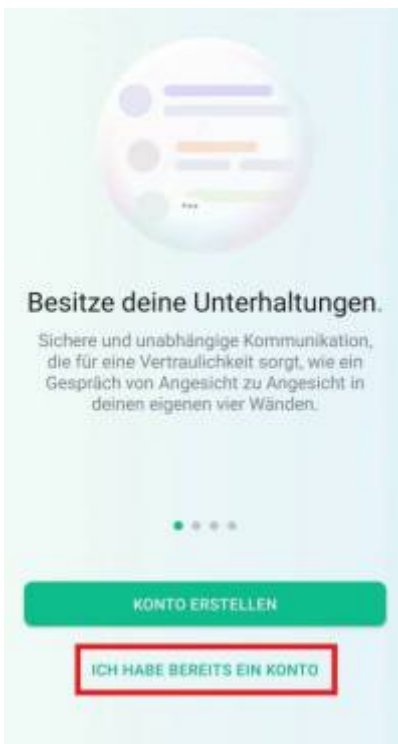 Besitze deine Unterhaltungen.
Sichere und unabhängige Kommunikation,
die für eine Vertraulichkeit sorgt, wie ein
Gespräch von Angesicht zu Angesicht in
deinen eigenen vier Wänden.
KONTO ERSTELLEN
ICH HABE BEREITS EIN KONTO